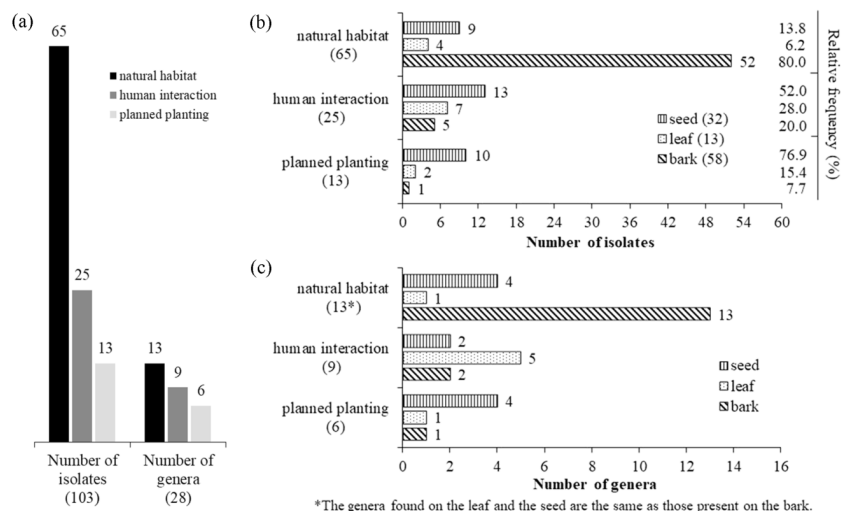 (a)
65
natural habitat
human interaction
planned planting
25
13
13
9
6
Number of
isolates
(103)
Number of
genera
(28)
(b)
natural habitat
(65)
9
4
52
13.8
6.2
80.0
human interaction
(25)
13
7
5
52.0
28.0
20.0
planned planting
(13)
10
2
1
76.9
15.4
7.7
seed (32)
leaf (13)
bark (58)
Relative frequency (%)
0 6 12 18 24 30 36 42 48 54 60
Number of isolates
(c)
natural habitat
(13*)
4
1
13
human interaction
(9)
2
5
2
planned planting
(6)
4
1
1
seed
leaf
bark
0 2 4 6 8 10 12 14 16
Number of genera
*The genera found on the leaf and the seed are the same as those present on the bark.